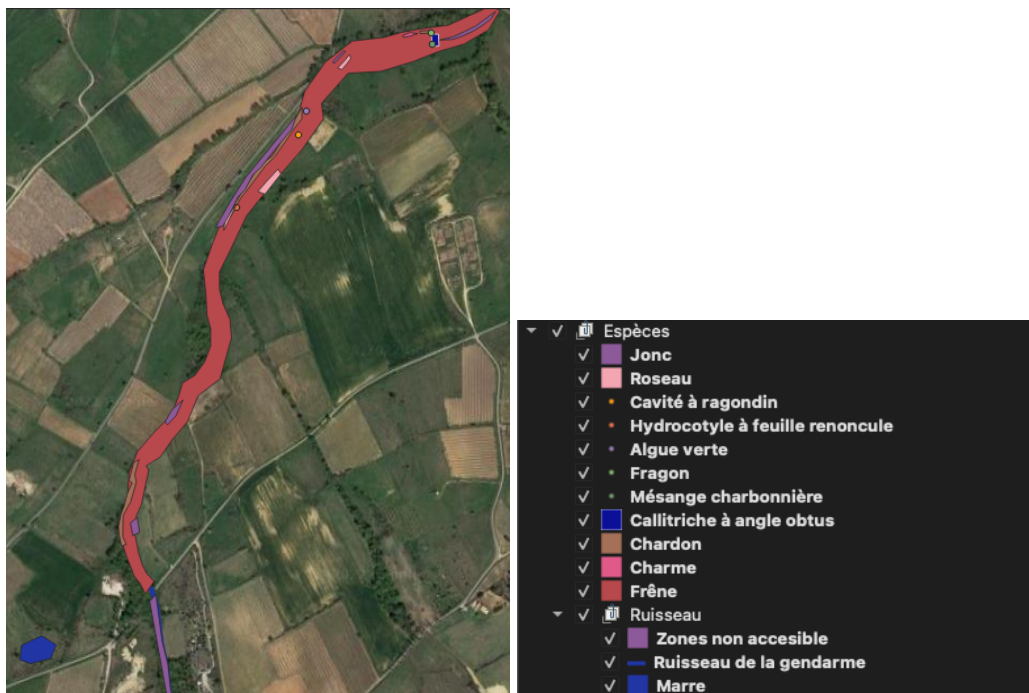 Espèces
Jonc
Roseau
Cavité à ragondin
Hydrocotyle à feuille renoncule
Algue verte
Fragon
Mésange charbonnière
Callitriche à angle obtus
Chardon
Charme
Frêne
Ruisseau
Zones non accesible
Ruisseau de la gendarme
Marre